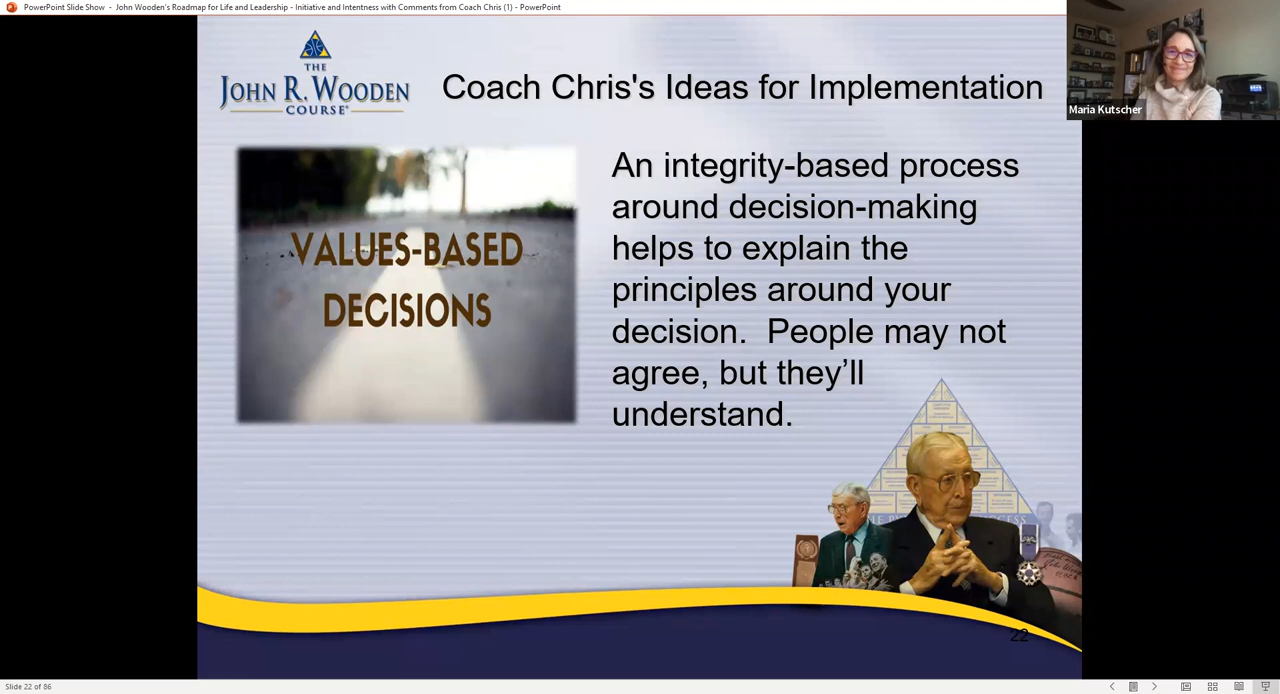 PowerPoint Slide Show - John Wooden's Roadmap for Life and Leadership - Initiative and Intentness with Comments from Coach Chris (1) - PowerPoint
Maria Kutscher
THE
JOHN R. WOODEN
COURSE®
Coach Chris's Ideas for Implementation
VALUES-BASED
DECISIONS
An integrity-based process
around decision-making
helps to explain the
principles around your
decision.  People may not
agree, but they’ll
understand.
22
Slide 22 of 86